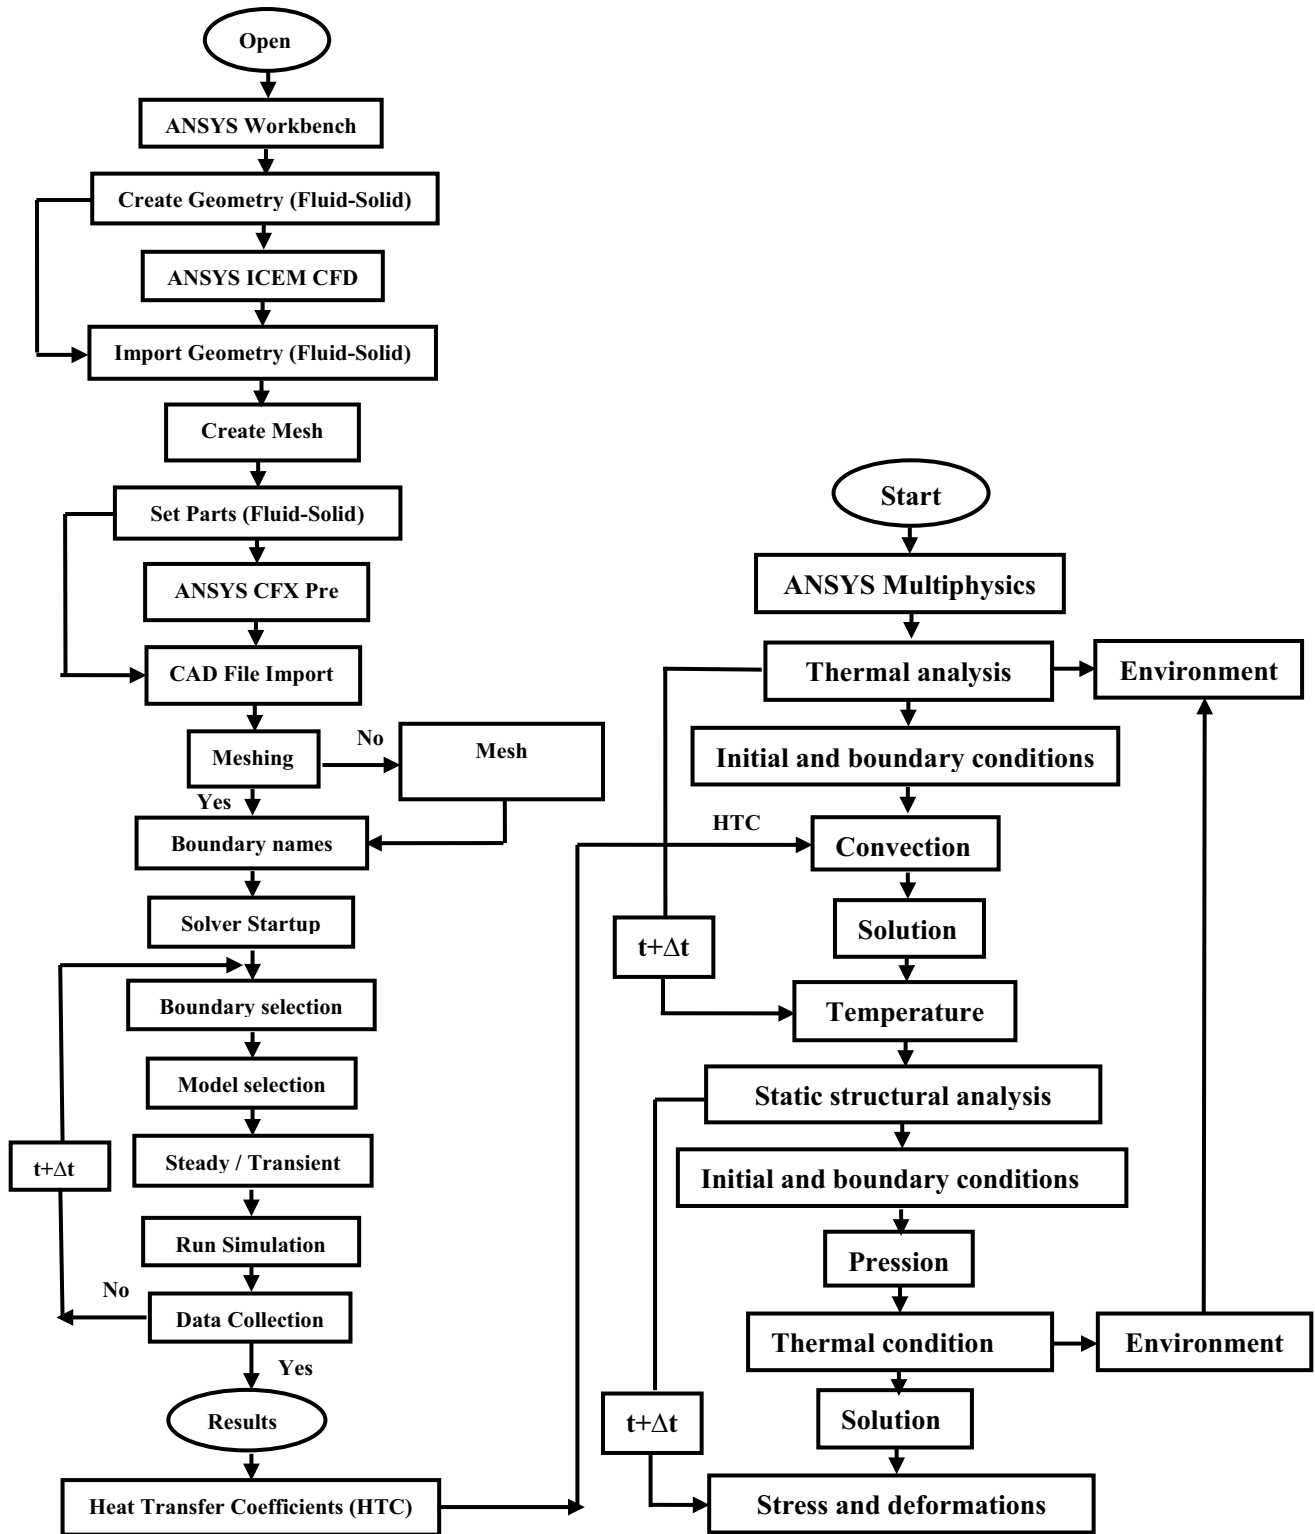 Open
ANSYS Workbench
Create Geometry (Fluid-Solid)
ANSYS ICEM CFD
Import Geometry (Fluid-Solid)
Create Mesh
Set Parts (Fluid-Solid)
ANSYS CFX Pre
CAD File Import
Meshing
No
Mesh
Yes
Boundary names
Solver Startup
Boundary selection
Model selection
Steady / Transient
t+Δt
Run Simulation
No
Data Collection
Yes
Results
Heat Transfer Coefficients (HTC)
Start
ANSYS Multiphysics
Thermal analysis
Environment
Initial and boundary conditions
HTC
Convection
Solution
t+Δt
Temperature
Static structural analysis
Initial and boundary conditions
Pression
Thermal condition
Environment
Solution
t+Δt
Stress and deformations